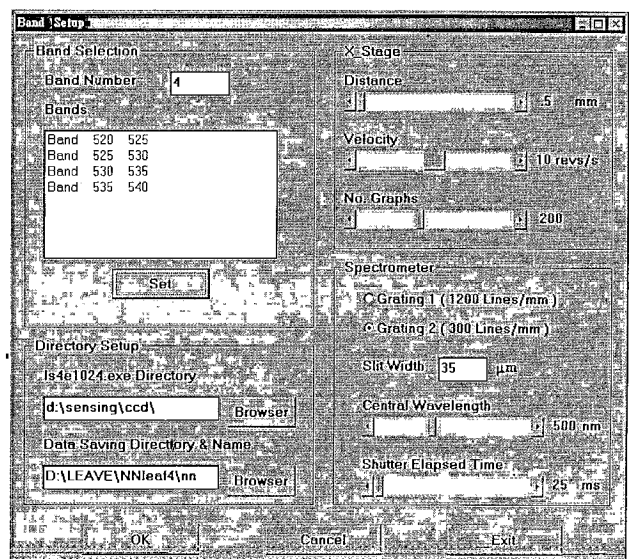 Band Setup
Band Selection
Band Number 4
Bands
Band 520 525
Band 525 530
Band 530 535
Band 535 540
Set
Directory Setup
ls4e1024.exe Directory
d:\sensing\ccd\ Browser
Data Saving Directtory & Name
D:\LEAVE\NNleaf4\nn Browser
X_Stage
Distance
.5 mm
Velocity
10 revs/s
No. Graphs
200
Spectrometer
Grating 1 ( 1200 Lines/mm )
Grating 2 ( 300 Lines/mm )
Slit Width 35 µm
Central Wavelength
500 nm
Shutter Elapsed Time
25 ms
OK Cancel Exit